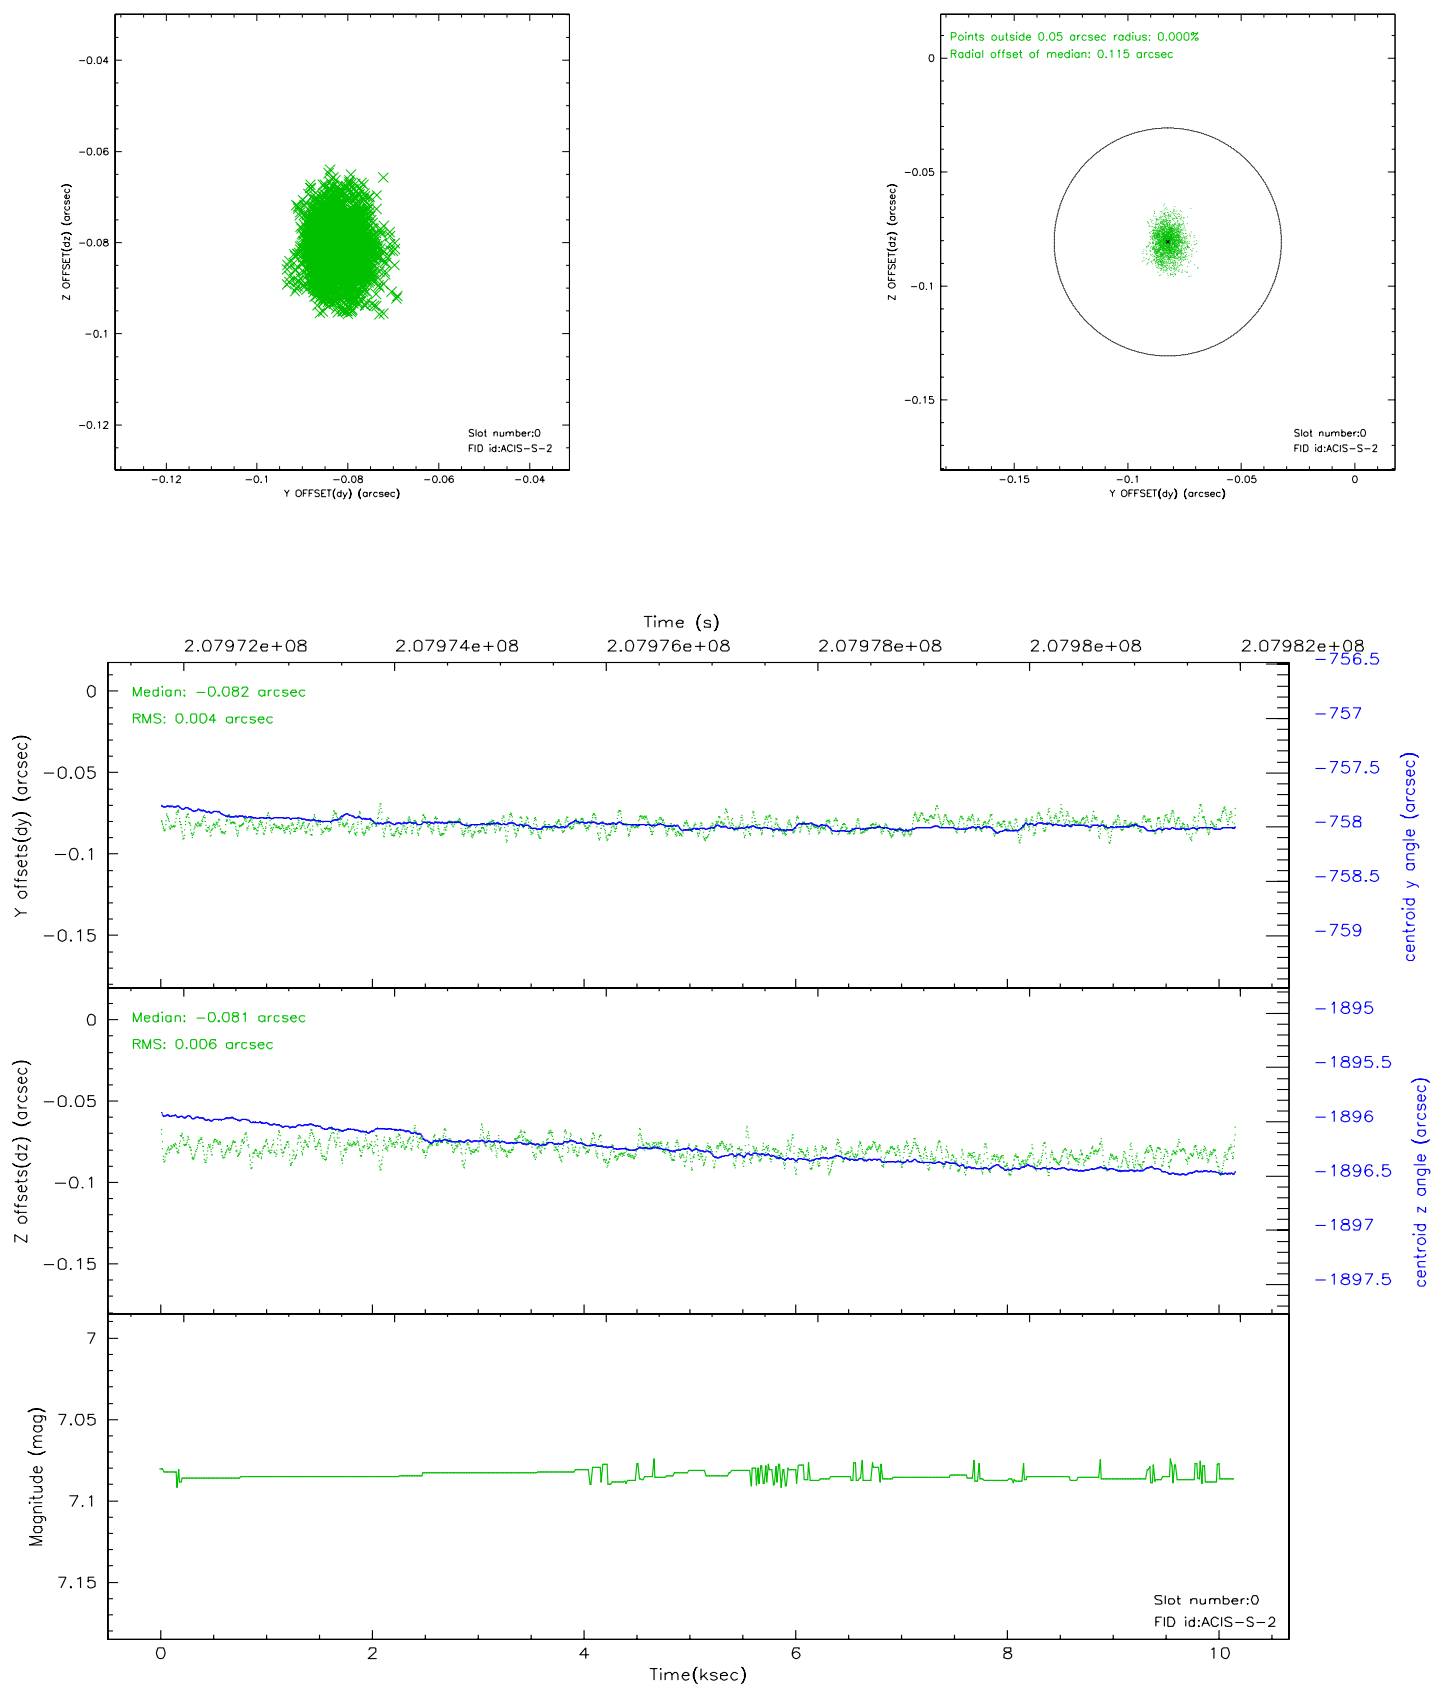 -0.04
-0.06
-0.08
-0.1
-0.12
Z OFFSET(dz) (arcsec)
Slot number:0
FID id:ACIS-S-2
-0.12
-0.1
-0.08
-0.06
-0.04
Y OFFSET(dy) (arcsec)
Points outside 0.05 arcsec radius: 0.000%
Radial offset of median: 0.115 arcsec
0
-0.05
-0.1
-0.15
Z OFFSET(dz) (arcsec)
Slot number:0
FID id:ACIS-S-2
-0.15
-0.1
-0.05
0
Y OFFSET(dy) (arcsec)
Time (s)
2.07972e+08
2.07974e+08
2.07976e+08
2.07978e+08
2.0798e+08
2.07982e+08
Median: -0.082 arcsec
RMS: 0.004 arcsec
0
-0.05
-0.1
-0.15
Y offsets(dy) (arcsec)
-756.5
-757
-757.5
-758
-758.5
-759
centroid y angle (arcsec)
Median: -0.081 arcsec
RMS: 0.006 arcsec
0
-0.05
-0.1
-0.15
Z offsets(dz) (arcsec)
-1895
-1895.5
-1896
-1896.5
-1897
-1897.5
centroid z angle (arcsec)
7
7.05
7.1
7.15
Magnitude (mag)
Slot number:0
FID id:ACIS-S-2
0
2
4
6
8
10
Time(ksec)